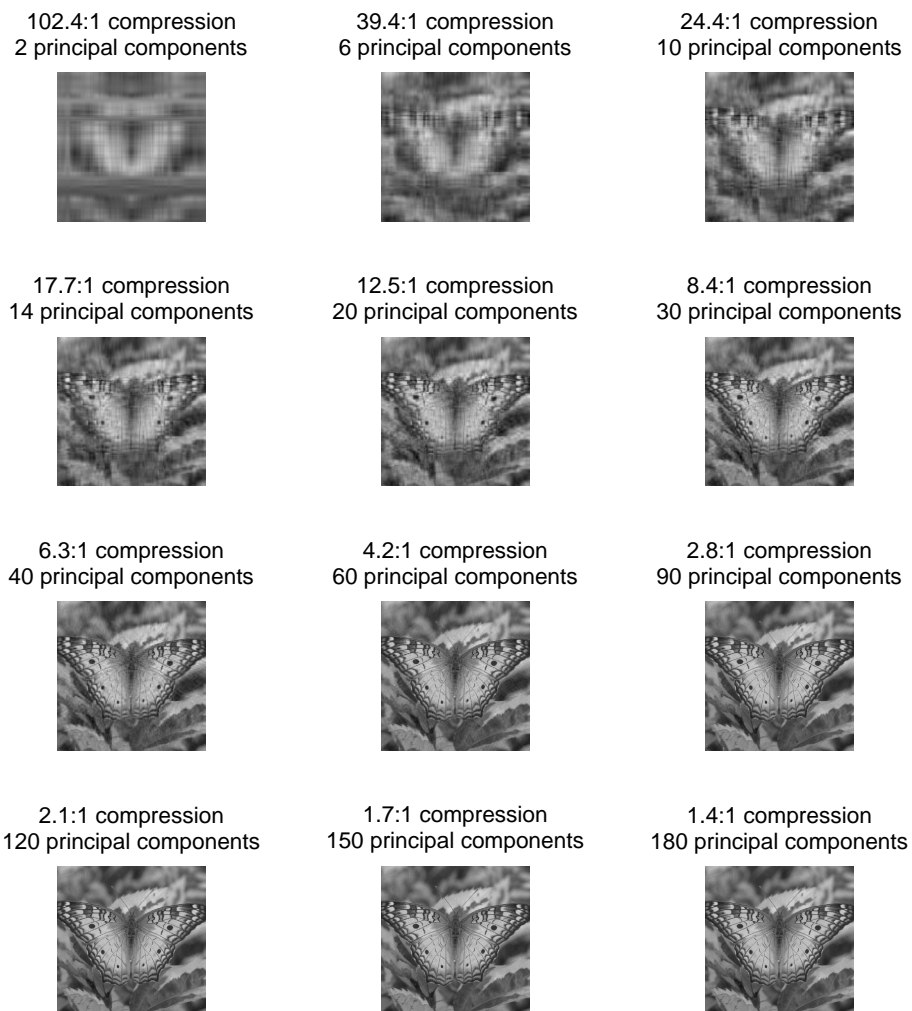 102.4:1 compression
2 principal components
39.4:1 compression
6 principal components
24.4:1 compression
10 principal components
17.7:1 compression
14 principal components
12.5:1 compression
20 principal components
8.4:1 compression
30 principal components
6.3:1 compression
40 principal components
4.2:1 compression
60 principal components
2.8:1 compression
90 principal components
2.1:1 compression
120 principal components
1.7:1 compression
150 principal components
1.4:1 compression
180 principal components